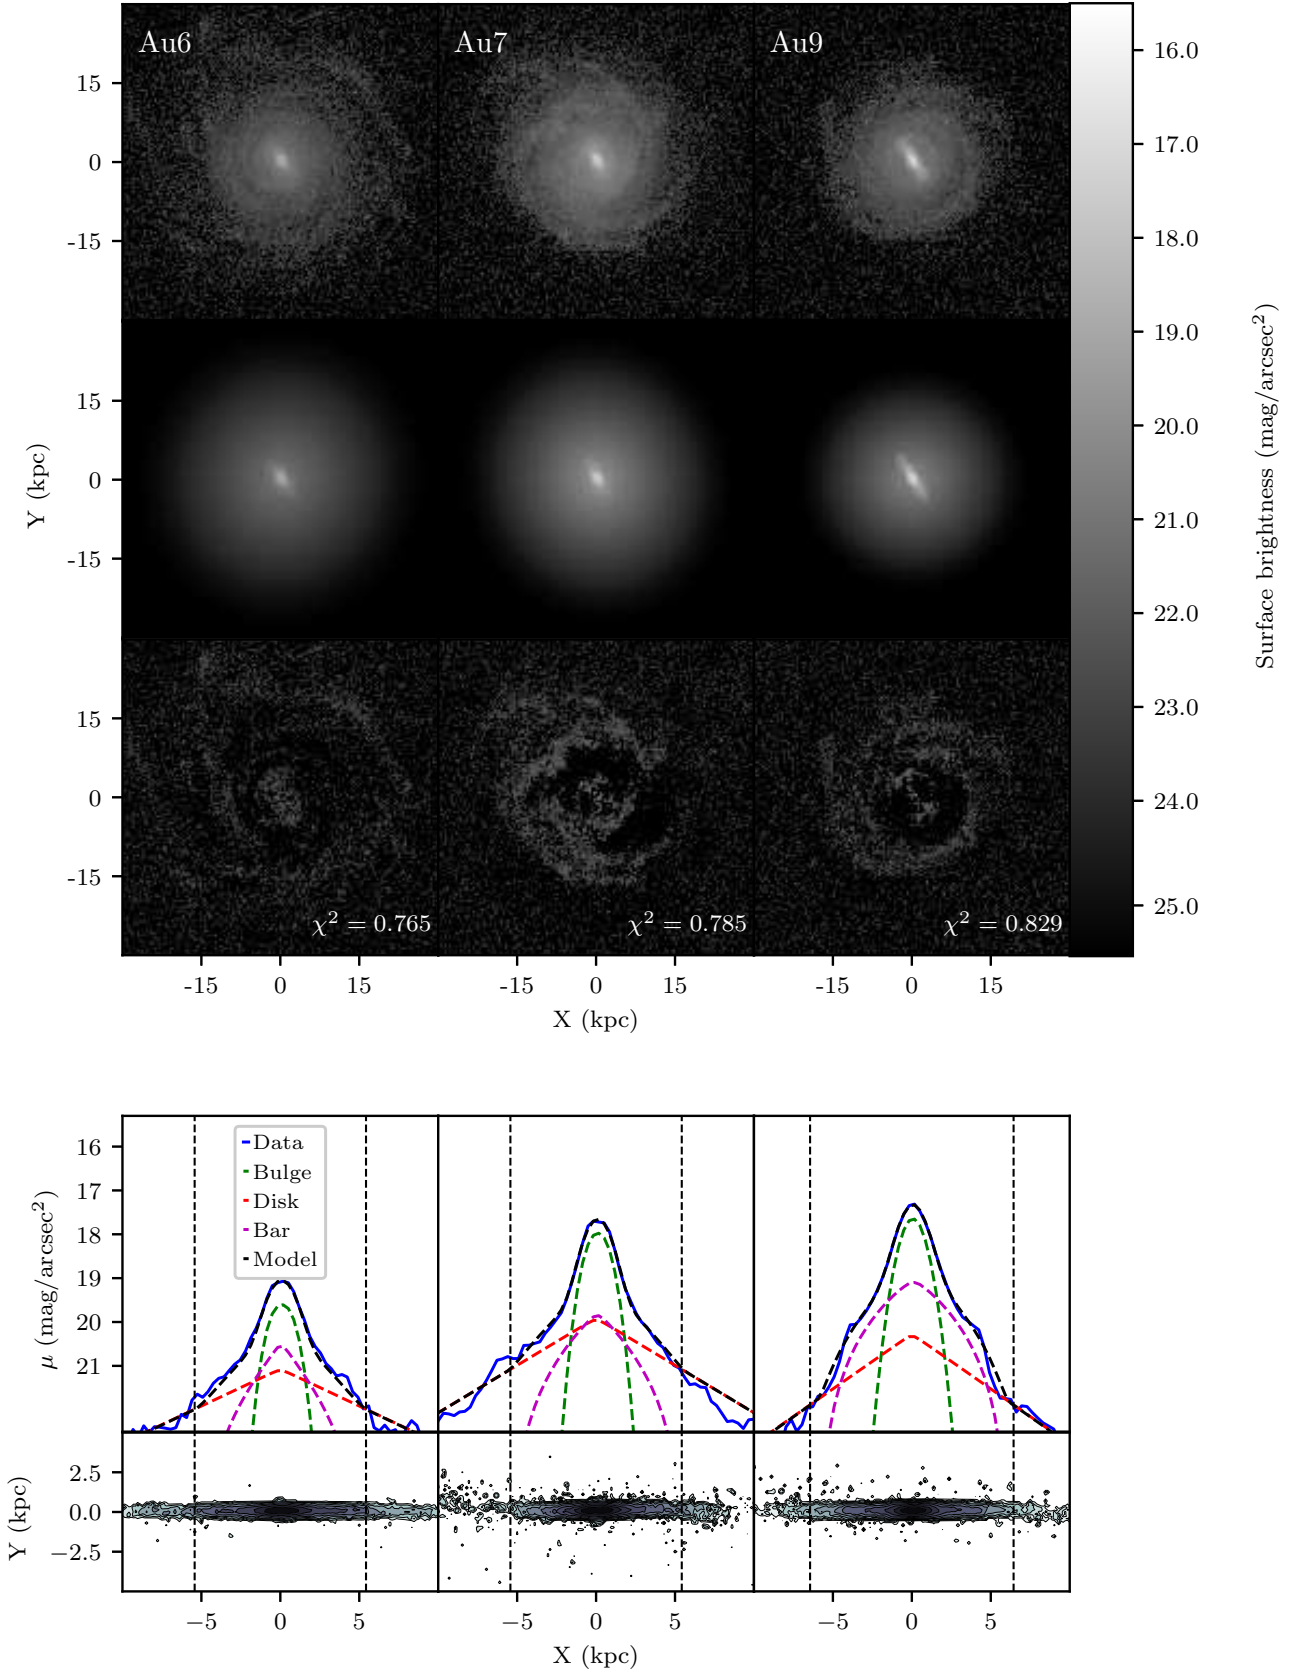 Au6 Au7 Au9
15
0
-15
15
0
-15
15
0
-15
Y (kpc)
χ² = 0.765 χ² = 0.785 χ² = 0.829
-15 0 15 -15 0 15 -15 0 15
X (kpc)
16.0
17.0
18.0
19.0
20.0
21.0
22.0
23.0
24.0
25.0
Surface brightness (mag/arcsec²)
16
17
18
19
20
21
μ (mag/arcsec²)
Data
Bulge
Disk
Bar
Model
2.5
0.0
−2.5
Y (kpc)
−5 0 5 −5 0 5 −5 0 5
X (kpc)